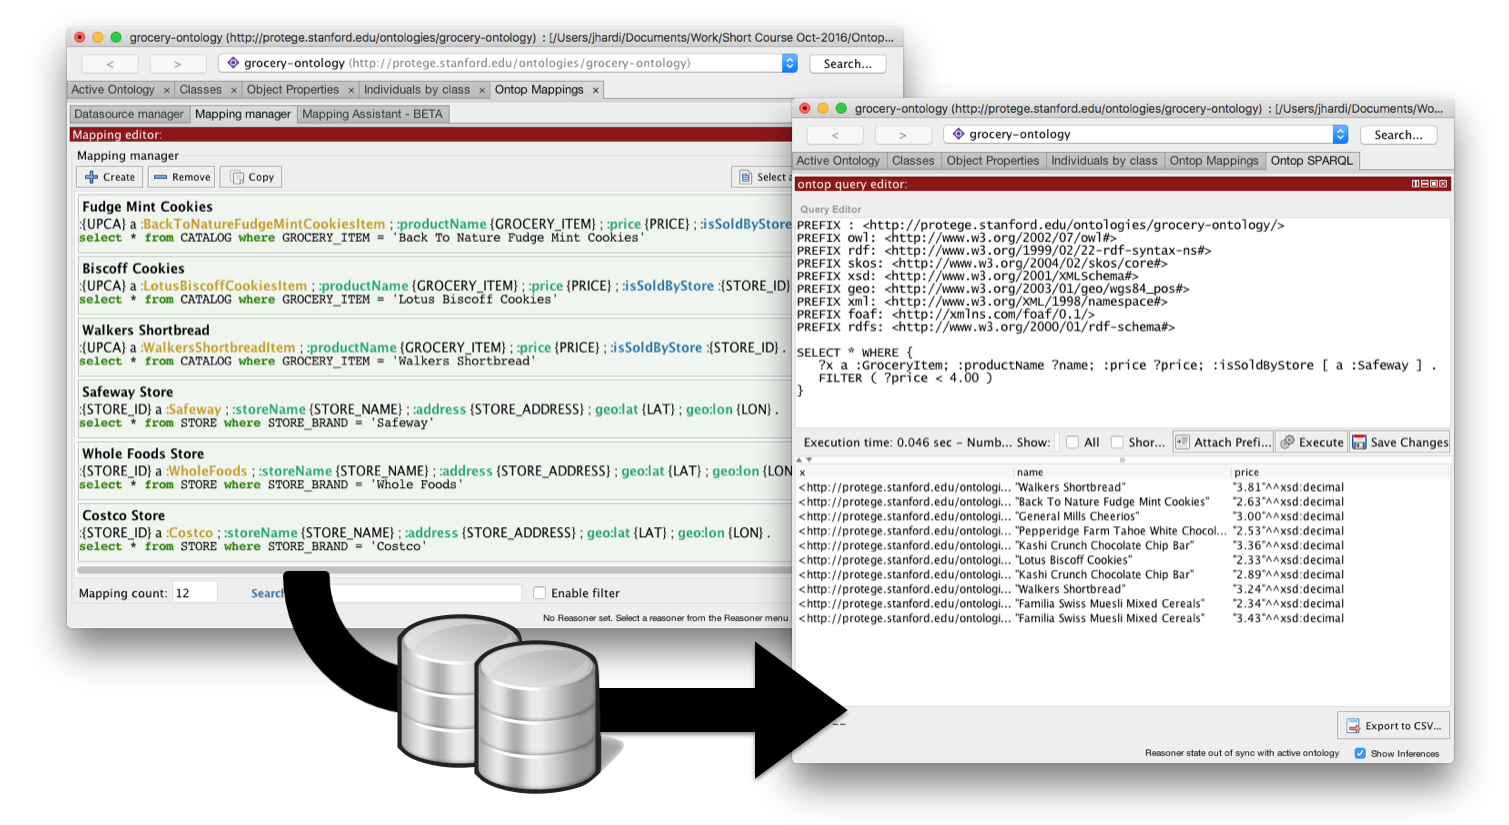 grocery-ontology (http://protege.stanford.edu/ontologies/grocery-ontology) : [/Users/jhardi/Documents/Work/Short Course Oct-2016/Ontop...
< > grocery-ontology (http://protege.stanford.edu/ontologies/grocery-ontology) Search...
Active Ontology × Classes × Object Properties × Individuals by class × Ontop Mappings ×
Datasource manager Mapping manager Mapping Assistant - BETA
Mapping editor:
Mapping manager
Create Remove Copy Select a
Fudge Mint Cookies
:{UPCA} a :BackToNatureFudgeMintCookiesItem ; :productName {GROCERY_ITEM} ; :price {PRICE} ; :isSoldByStore
select * from CATALOG where GROCERY_ITEM = 'Back To Nature Fudge Mint Cookies'
Biscoff Cookies
:{UPCA} a :LotusBiscoffCookiesItem ; :productName {GROCERY_ITEM} ; :price {PRICE} ; :isSoldByStore :{STORE_ID}
select * from CATALOG where GROCERY_ITEM = 'Lotus Biscoff Cookies'
Walkers Shortbread
:{UPCA} a :WalkersShortbreadItem ; :productName {GROCERY_ITEM} ; :price {PRICE} ; :isSoldByStore :{STORE_ID} .
select * from CATALOG where GROCERY_ITEM = 'Walkers Shortbread'
Safeway Store
:{STORE_ID} a :Safeway ; :storeName {STORE_NAME} ; :address {STORE_ADDRESS} ; geo:lat {LAT} ; geo:lon {LON} .
select * from STORE where STORE_BRAND = 'Safeway'
Whole Foods Store
:{STORE_ID} a :WholeFoods ; :storeName {STORE_NAME} ; :address {STORE_ADDRESS} ; geo:lat {LAT} ; geo:lon {LON
select * from STORE where STORE_BRAND = 'Whole Foods'
Costco Store
:{STORE_ID} a :Costco ; :storeName {STORE_NAME} ; :address {STORE_ADDRESS} ; geo:lat {LAT} ; geo:lon {LON} .
select * from STORE where STORE_BRAND = 'Costco'
Mapping count: 12 Search Enable filter
No Reasoner set. Select a reasoner from the Reasoner menu
grocery-ontology (http://protege.stanford.edu/ontologies/grocery-ontology) : [/Users/jhardi/Documents/Wo...
< > grocery-ontology Search...
Active Ontology Classes Object Properties Individuals by class Ontop Mappings Ontop SPARQL
ontop query editor:
Query Editor
PREFIX : <http://protege.stanford.edu/ontologies/grocery-ontology/>
PREFIX owl: <http://www.w3.org/2002/07/owl#>
PREFIX rdf: <http://www.w3.org/1999/02/22-rdf-syntax-ns#>
PREFIX skos: <http://www.w3.org/2004/02/skos/core#>
PREFIX xsd: <http://www.w3.org/2001/XMLSchema#>
PREFIX geo: <http://www.w3.org/2003/01/geo/wgs84_pos#>
PREFIX xml: <http://www.w3.org/XML/1998/namespace#>
PREFIX foaf: <http://xmlns.com/foaf/0.1/>
PREFIX rdfs: <http://www.w3.org/2000/01/rdf-schema#>
SELECT * WHERE {
?x a :GroceryItem; :productName ?name; :price ?price; :isSoldByStore [ a :Safeway ] .
FILTER ( ?price < 4.00 )
}
Execution time: 0.046 sec - Numb... Show: All Shor... Attach Prefi... Execute Save Changes
x name price
<http://protege.stanford.edu/ontologi... "Walkers Shortbread" "3.81"^^xsd:decimal
<http://protege.stanford.edu/ontologi... "Back To Nature Fudge Mint Cookies" "2.63"^^xsd:decimal
<http://protege.stanford.edu/ontologi... "General Mills Cheerios" "3.00"^^xsd:decimal
<http://protege.stanford.edu/ontologi... "Pepperidge Farm Tahoe White Chocol... "2.53"^^xsd:decimal
<http://protege.stanford.edu/ontologi... "Kashi Crunch Chocolate Chip Bar" "3.36"^^xsd:decimal
<http://protege.stanford.edu/ontologi... "Lotus Biscoff Cookies" "2.33"^^xsd:decimal
<http://protege.stanford.edu/ontologi... "Kashi Crunch Chocolate Chip Bar" "2.89"^^xsd:decimal
<http://protege.stanford.edu/ontologi... "Walkers Shortbread" "3.24"^^xsd:decimal
<http://protege.stanford.edu/ontologi... "Familia Swiss Muesli Mixed Cereals" "2.34"^^xsd:decimal
<http://protege.stanford.edu/ontologi... "Familia Swiss Muesli Mixed Cereals" "3.43"^^xsd:decimal
--
Export to CSV...
Reasoner state out of sync with active ontology Show Inferences